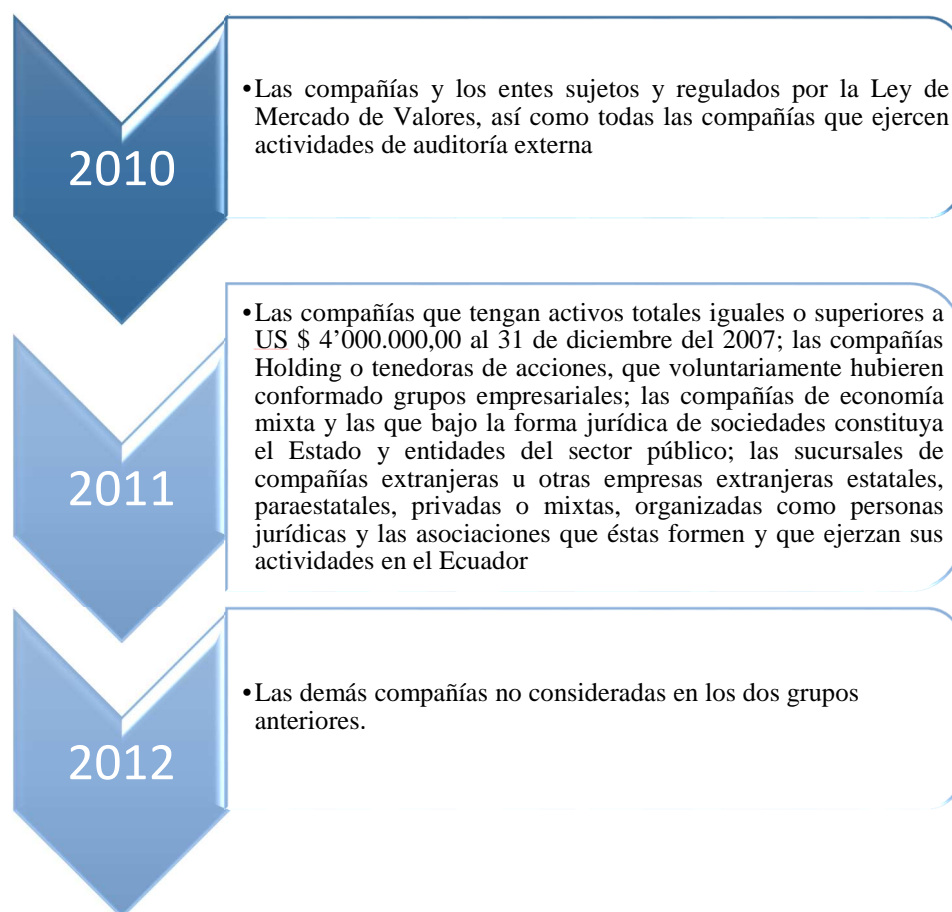 2010
•Las compañías y los entes sujetos y regulados por la Ley de
Mercado de Valores, así como todas las compañías que ejercen
actividades de auditoría externa
2011
•Las compañías que tengan activos totales iguales o superiores a
US $ 4’000.000,00 al 31 de diciembre del 2007; las compañías
Holding o tenedoras de acciones, que voluntariamente hubieren
conformado grupos empresariales; las compañías de economía
mixta y las que bajo la forma jurídica de sociedades constituya
el Estado y entidades del sector público; las sucursales de
compañías extranjeras u otras empresas extranjeras estatales,
paraestatales, privadas o mixtas, organizadas como personas
jurídicas y las asociaciones que éstas formen y que ejerzan sus
actividades en el Ecuador
2012
•Las demás compañías no consideradas en los dos grupos
anteriores.